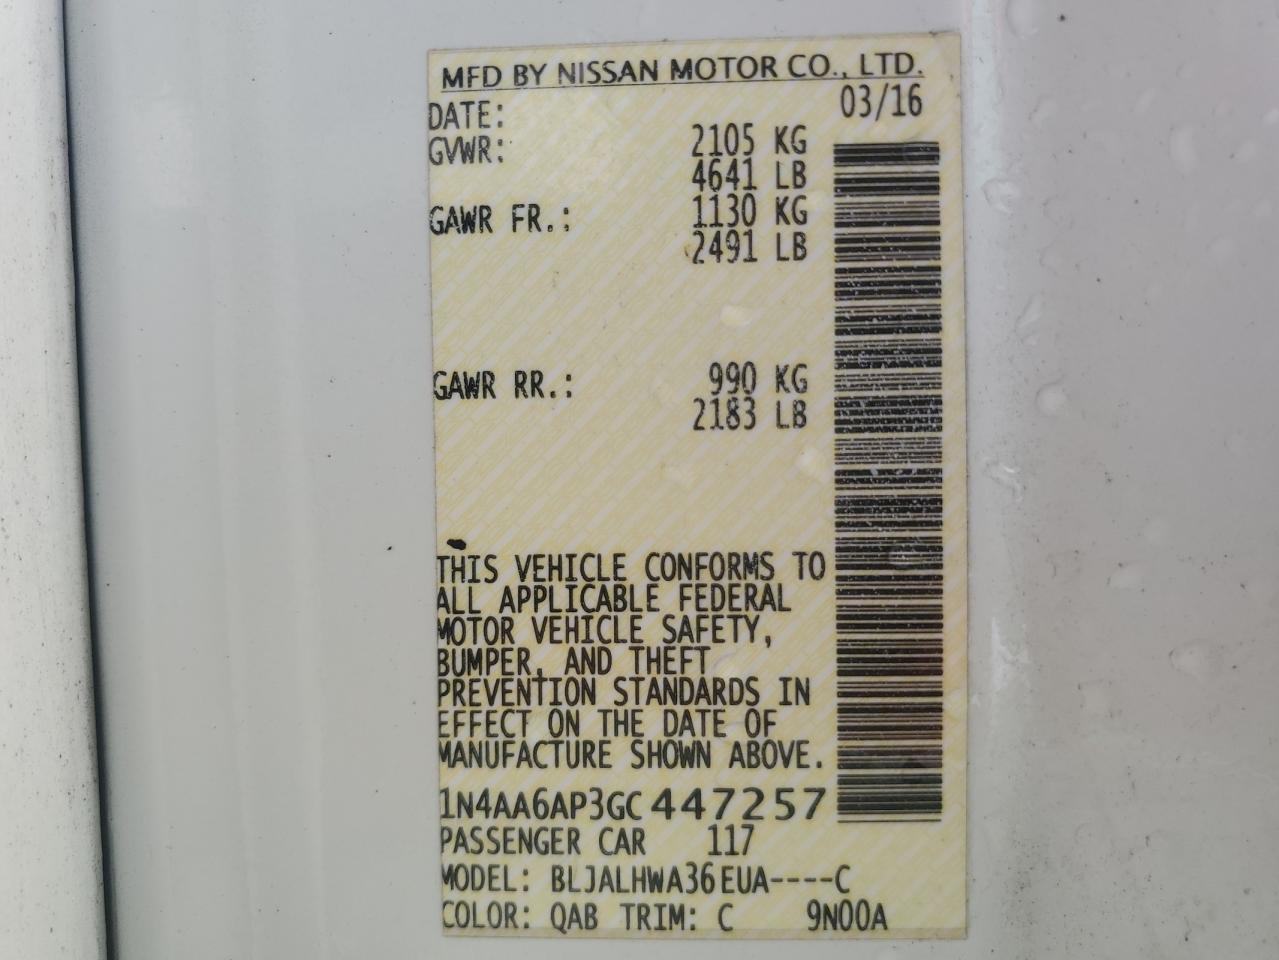 MFD BY NISSAN MOTOR CO., LTD.
DATE: 03/16
GVWR: 2105 KG
4641 LB
GAWR FR.: 1130 KG
2491 LB
GAWR RR.: 990 KG
2183 LB
THIS VEHICLE CONFORMS TO
ALL APPLICABLE FEDERAL
MOTOR VEHICLE SAFETY,
BUMPER, AND THEFT
PREVENTION STANDARDS IN
EFFECT ON THE DATE OF
MANUFACTURE SHOWN ABOVE.
1N4AA6AP3GC447257
PASSENGER CAR 117
MODEL: BLJALHWA36EUA----C
COLOR: QAB TRIM: C 9N00A